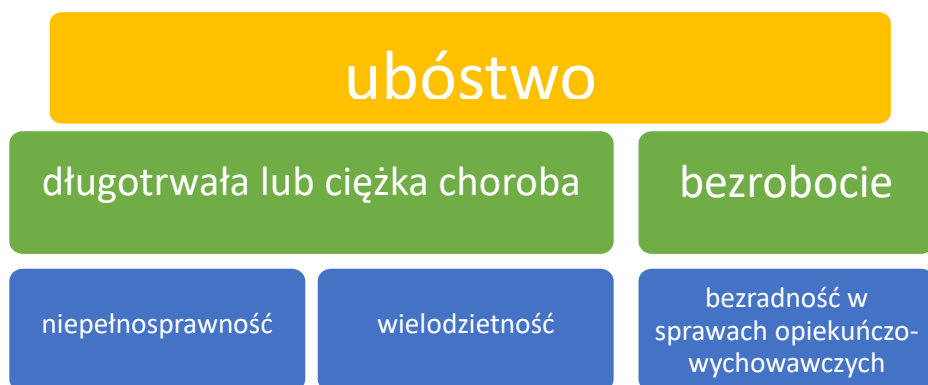 ubóstwo
długotrwała lub ciężka choroba
bezrobocie
niepełnosprawność
wielodzietność
bezradność w
sprawach opiekuńczo-
wychowawczych